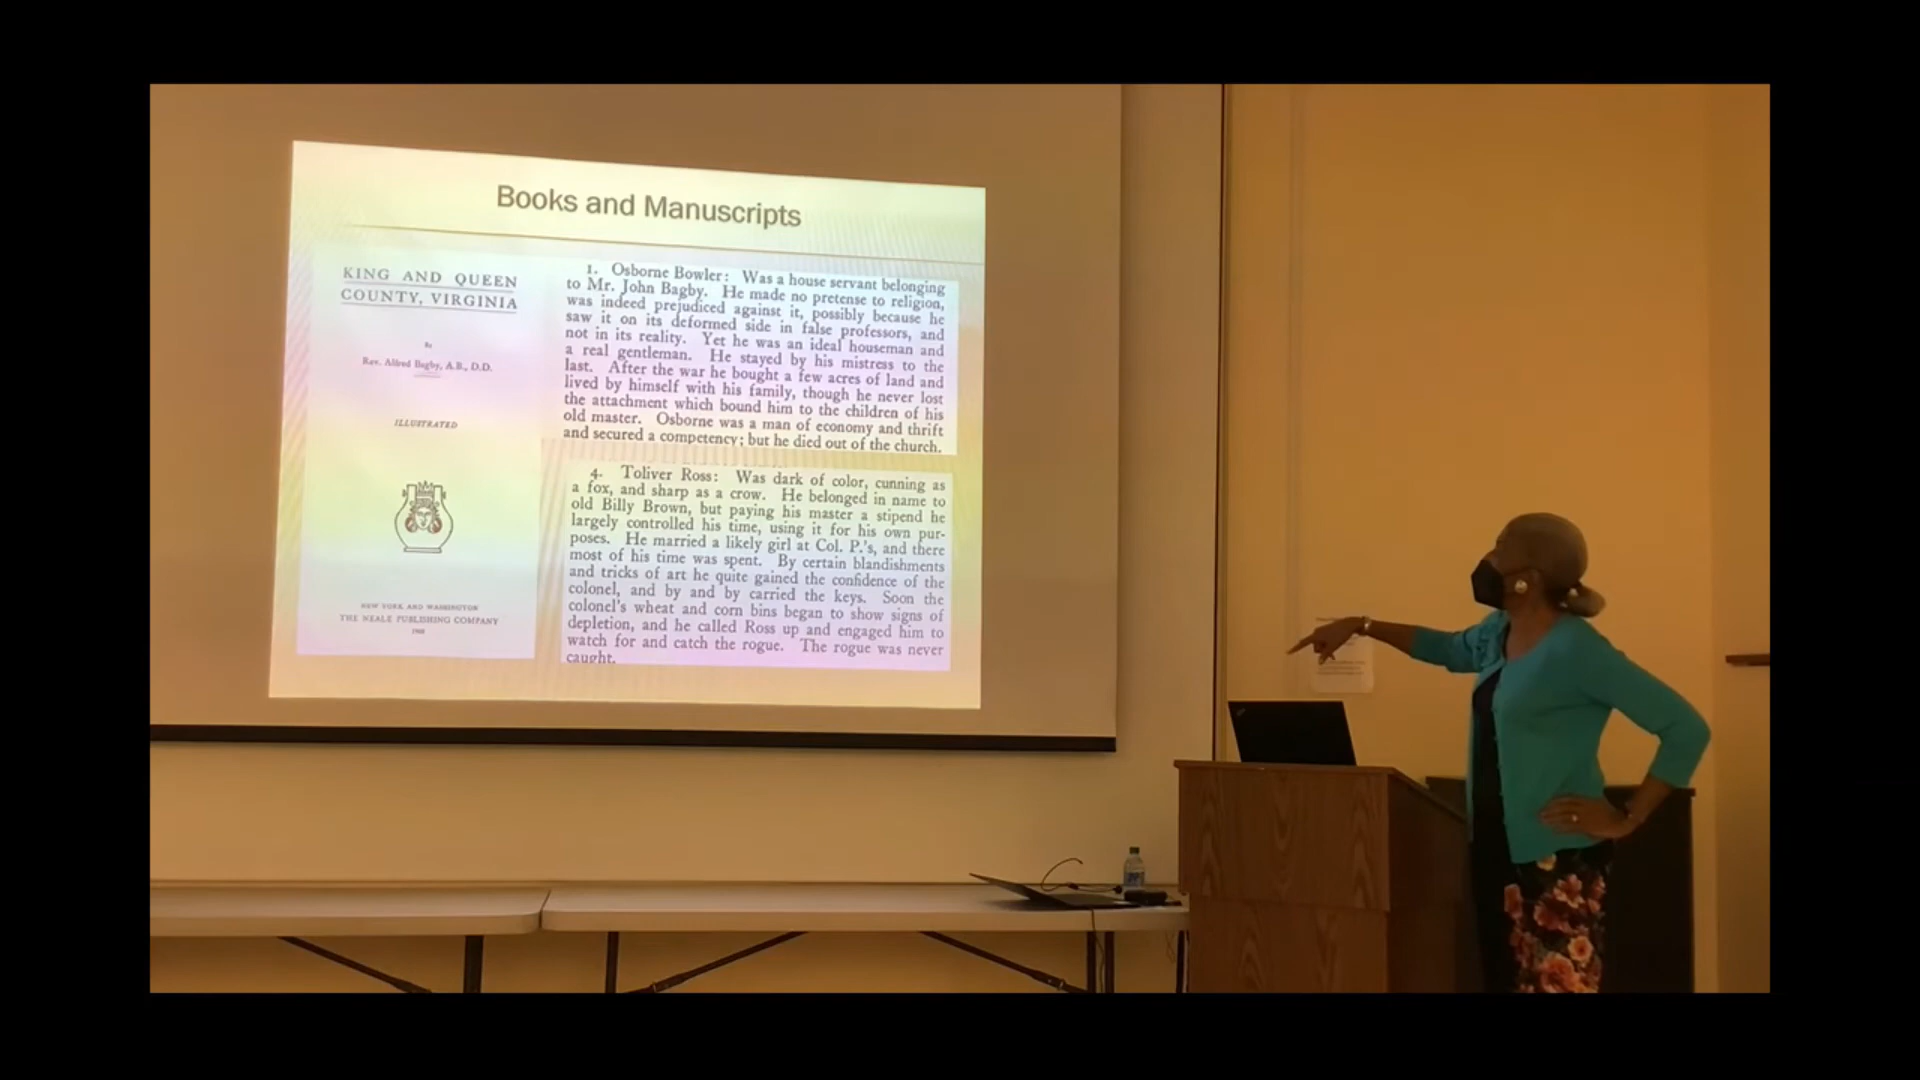 Books and Manuscripts
KING AND QUEEN
COUNTY, VIRGINIA
By
Rev. Alfred Bagby, A.B., D.D.
ILLUSTRATED
NEW YORK AND WASHINGTON
THE NEALE PUBLISHING COMPANY
1908
1. Osborne Bowler: Was a house servant belonging
to Mr. John Bagby. He made no pretense to religion,
was indeed prejudiced against it, possibly because he
saw it on its deformed side in false professors, and
not in its reality. Yet he was an ideal houseman and
a real gentleman. He stayed by his mistress to the
last. After the war he bought a few acres of land and
lived by himself with his family, though he never lost
the attachment which bound him to the children of his
old master. Osborne was a man of economy and thrift
and secured a competency; but he died out of the church.
4. Toliver Ross: Was dark of color, cunning as
a fox, and sharp as a crow. He belonged in name to
old Billy Brown, but paying his master a stipend he
largely controlled his time, using it for his own pur-
poses. He married a likely girl at Col. P.'s, and there
most of his time was spent. By certain blandishments
and tricks of art he quite gained the confidence of the
colonel, and by and by carried the keys. Soon the
colonel's wheat and corn bins began to show signs of
depletion, and he called Ross up and engaged him to
watch for and catch the rogue. The rogue was never
caught.